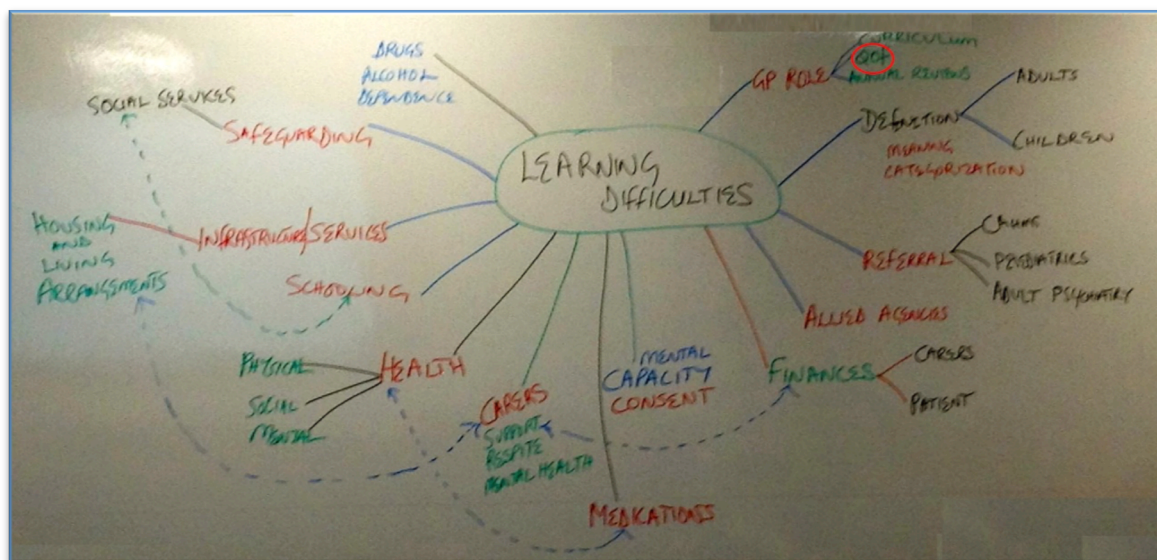 LEARNING
DIFFICULTIES
GP ROLE
CURRICULUM
QOF
ANNUAL REVIEWS
DEFINITION
MEANING
CATEGORIZATION
ADULTS
CHILDREN
REFERRAL
CAHMS
PAEDIATRICS
ADULT PSYCHIATRY
ALLIED AGENCIES
FINANCES
CARERS
PATIENT
MENTAL
CAPACITY
CONSENT
MEDICATIONS
CARERS
SUPPORT
RESPITE
MENTAL HEALTH
HEALTH
PHYSICAL
SOCIAL
MENTAL
SCHOOLING
INFRASTRUCTURE/SERVICES
HOUSING
AND
LIVING
ARRANGEMENTS
SAFEGUARDING
SOCIAL SERVICES
DRUGS
ALCOHOL
DEPENDENCE